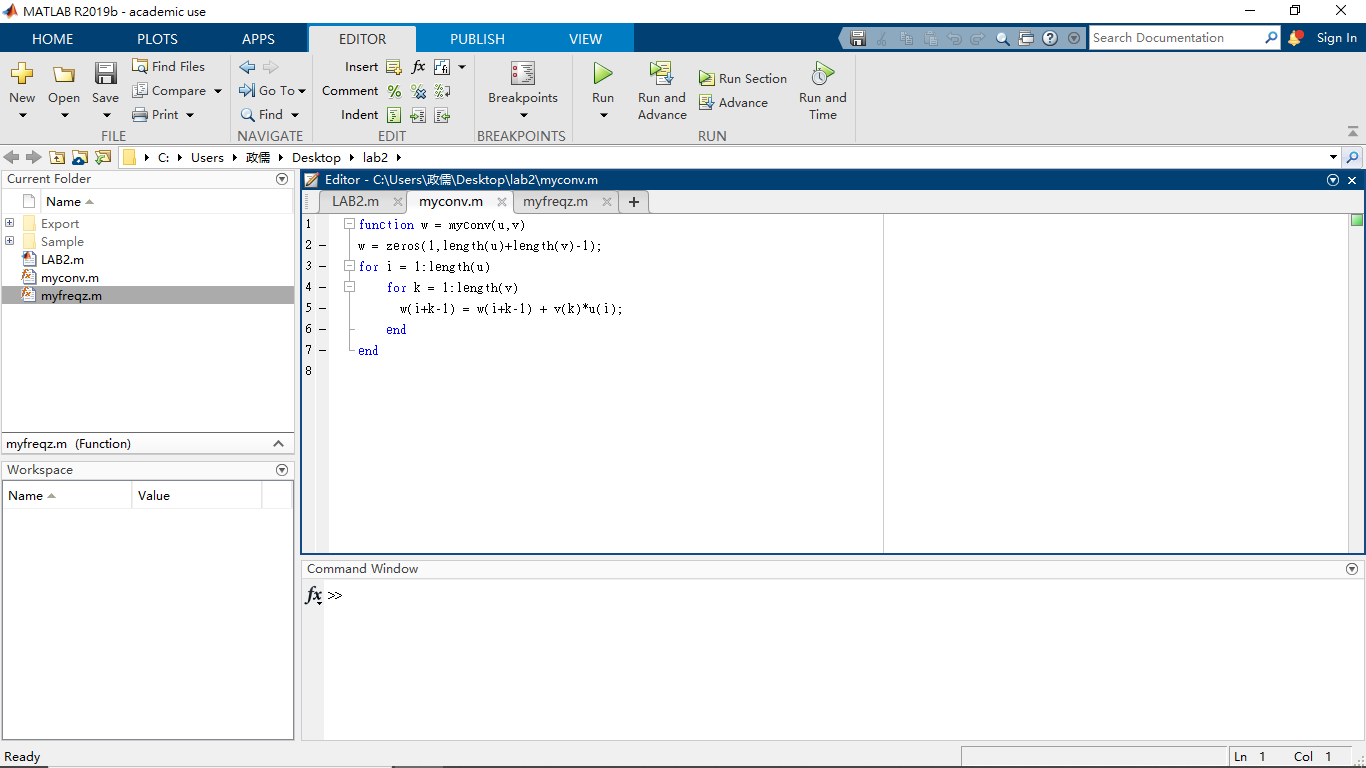 MATLAB R2019b - academic use
HOME PLOTS APPS EDITOR PUBLISH VIEW
Search Documentation
Sign In
New Open Save
Find Files
Compare
Print
FILE
Go To
Find
NAVIGATE
Insert fx
Comment
Indent
EDIT
Breakpoints
BREAKPOINTS
Run
Run and Advance
Run Section
Advance
Run and Time
RUN
C: Users 政儒 Desktop lab2
Current Folder
Name
Export
Sample
LAB2.m
myconv.m
myfreqz.m
myfreqz.m (Function)
Workspace
Name Value
Editor - C:\Users\政儒\Desktop\lab2\myconv.m
LAB2.m myconv.m myfreqz.m
1 function w = myconv(u,v)
2 – w = zeros(1,length(u)+length(v)-1);
3 – for i = 1:length(u)
4 – for k = 1:length(v)
5 – w(i+k-1) = w(i+k-1) + v(k)*u(i);
6 – end
7 – end
8
Command Window
fx >>
Ready
Ln 1 Col 1